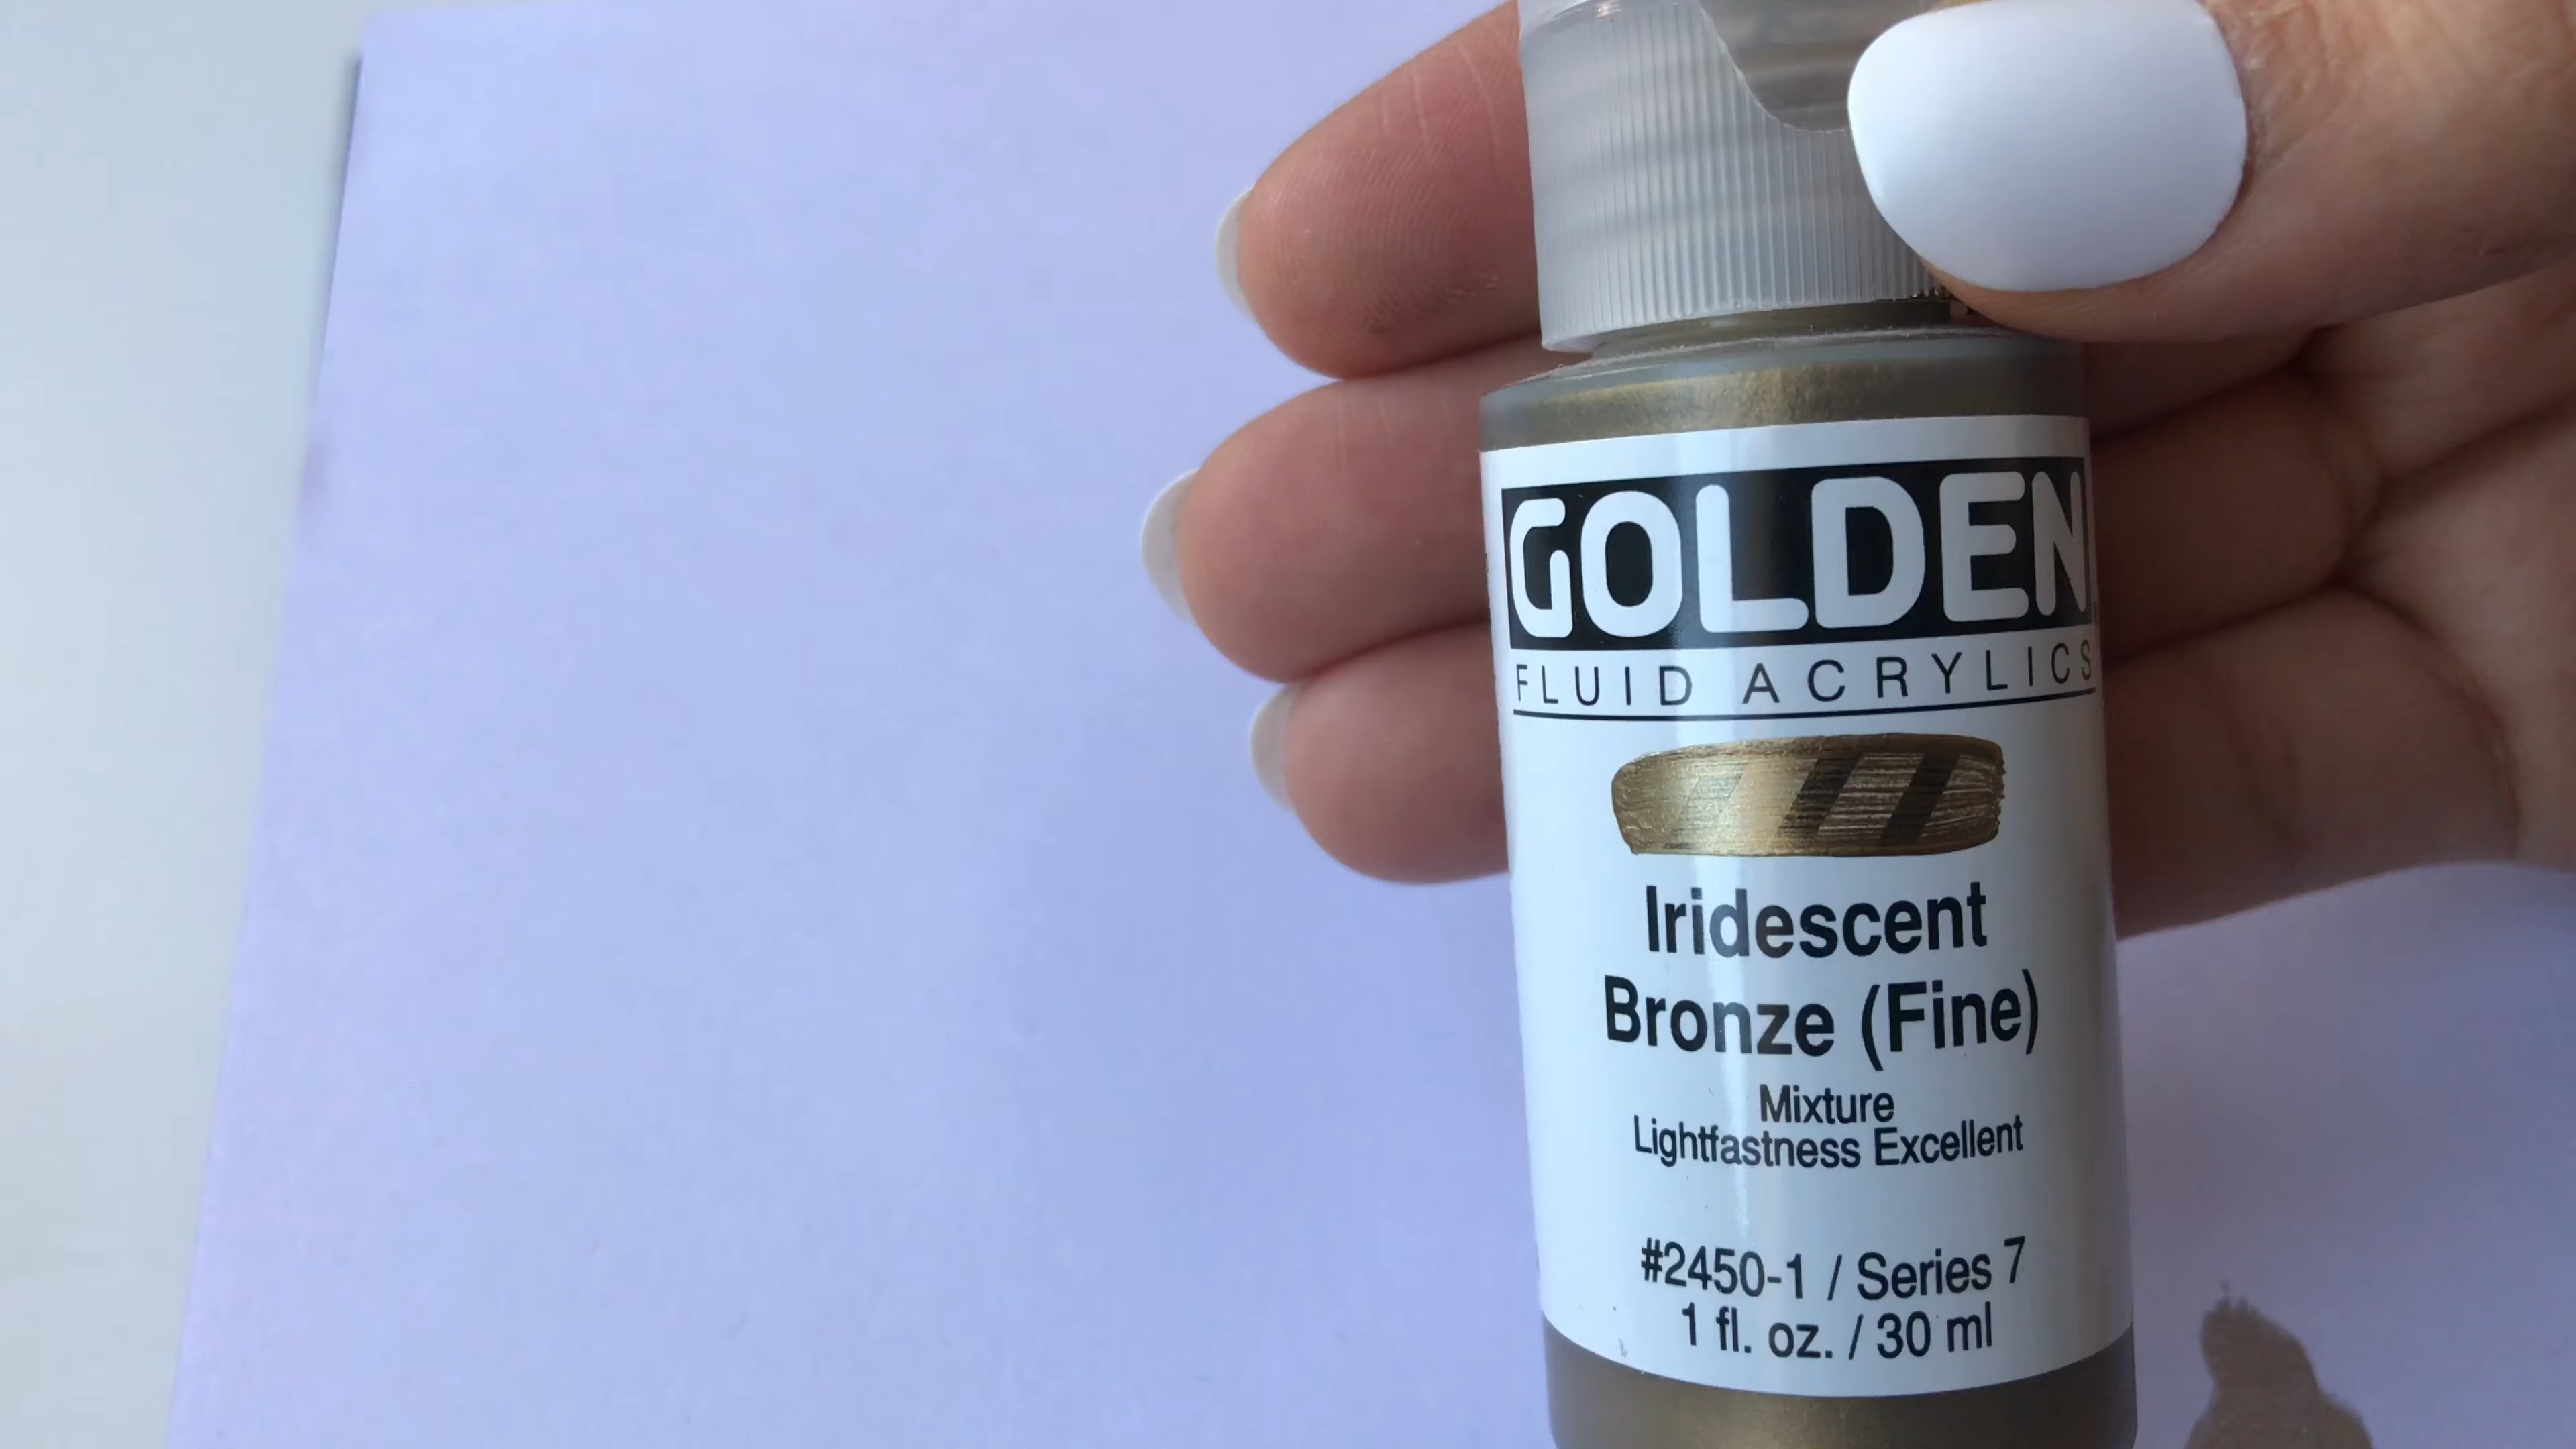 GOLDEN
FLUID ACRYLICS
Iridescent
Bronze (Fine)
Mixture
Lightfastness Excellent
#2450-1 / Series 7
1 fl. oz. / 30 ml